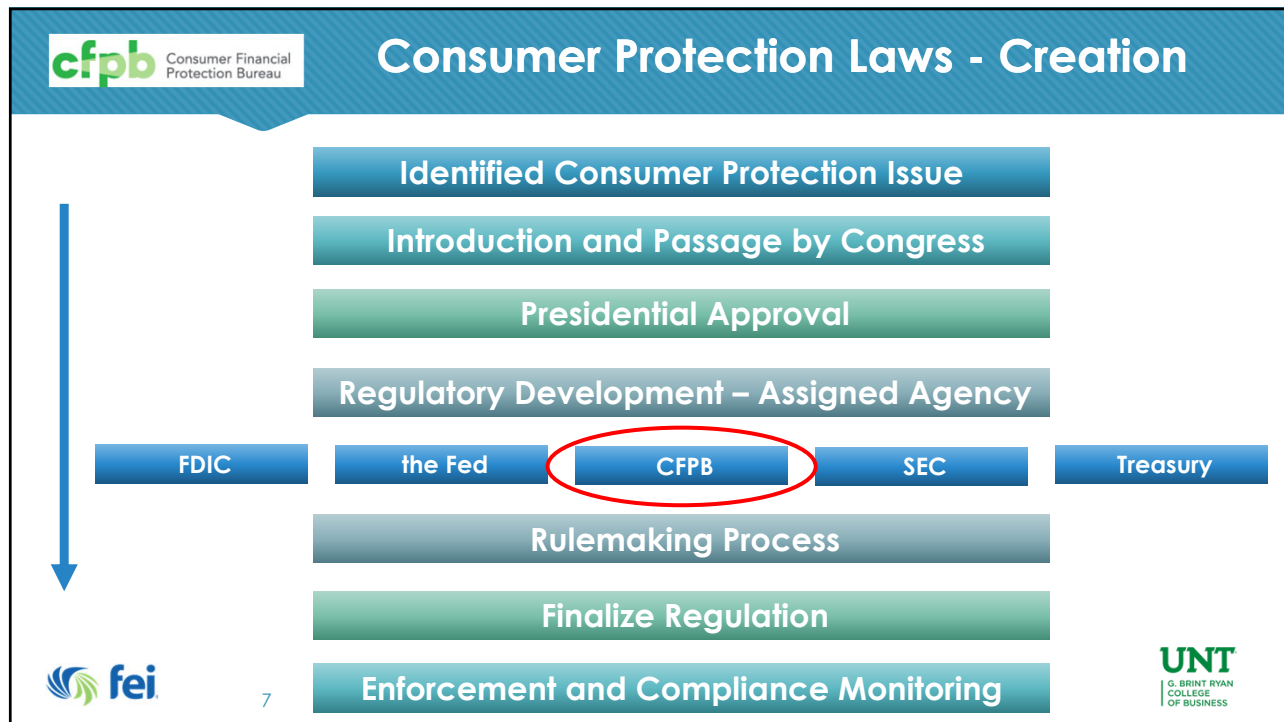 cfpb
Consumer Financial
Protection Bureau
Consumer Protection Laws - Creation
Identified Consumer Protection Issue
Introduction and Passage by Congress
Presidential Approval
Regulatory Development – Assigned Agency
FDIC
the Fed
CFPB
SEC
Treasury
Rulemaking Process
Finalize Regulation
Enforcement and Compliance Monitoring
fei
7
UNT
G. BRINT RYAN
COLLEGE
OF BUSINESS